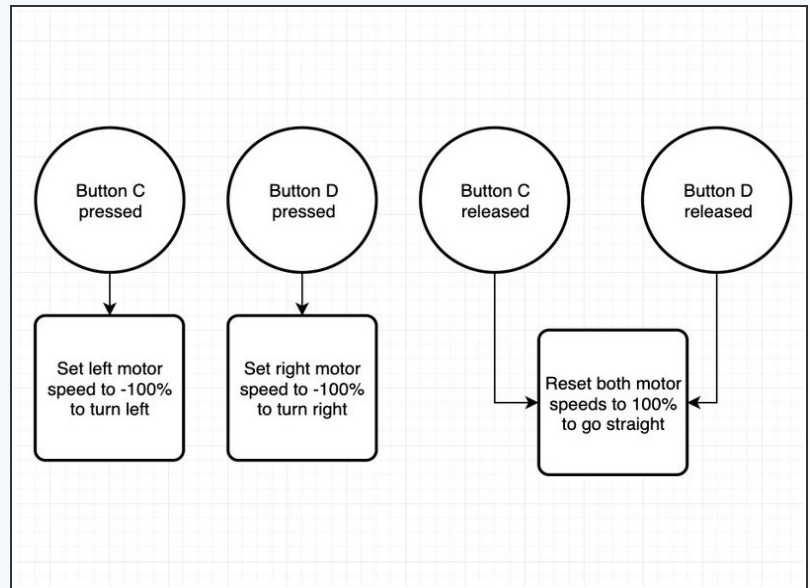 Button C
pressed
Button D
pressed
Button C
released
Button D
released
Set left motor
speed to -100%
to turn left
Set right motor
speed to -100%
to turn right
Reset both motor
speeds to 100%
to go straight